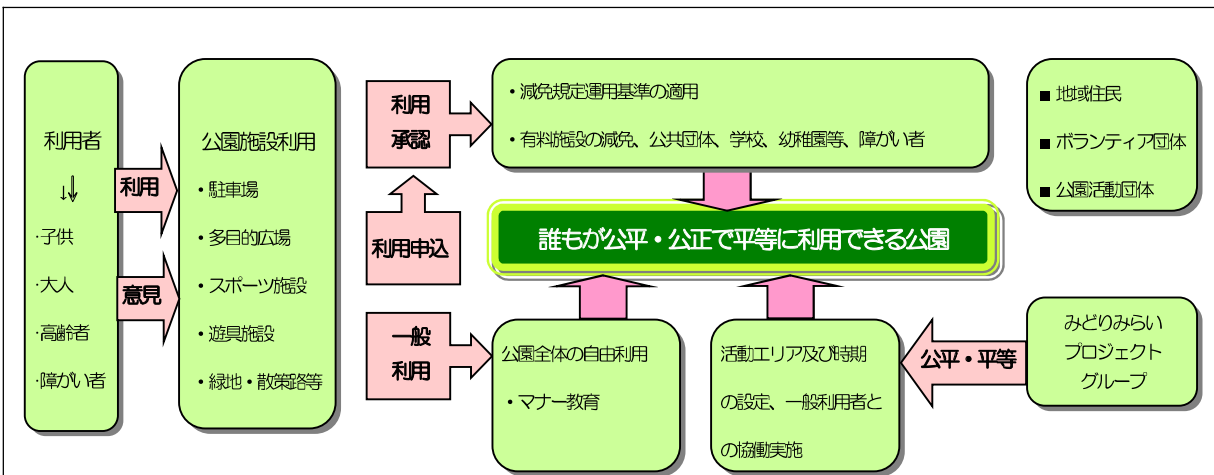 利用者
↓⇓
・子供
・大人
・高齢者
・障がい者
利用
意見
公園施設利用
・駐車場
・多目的広場
・スポーツ施設
・遊具施設
・緑地・散策路等
利用
承認
利用申込
一般
利用
・減免規定運用基準の適用
・有料施設の減免、公共団体、学校、幼稚園等、障がい者
誰もが公平・公正で平等に利用できる公園
公園全体の自由利用
・マナー教育
活動エリア及び時期
の設定、一般利用者と
の協働実施
公平・平等
■ 地域住民
■ ボランティア団体
■ 公園活動団体
みどりみらい
プロジェクト
グループ